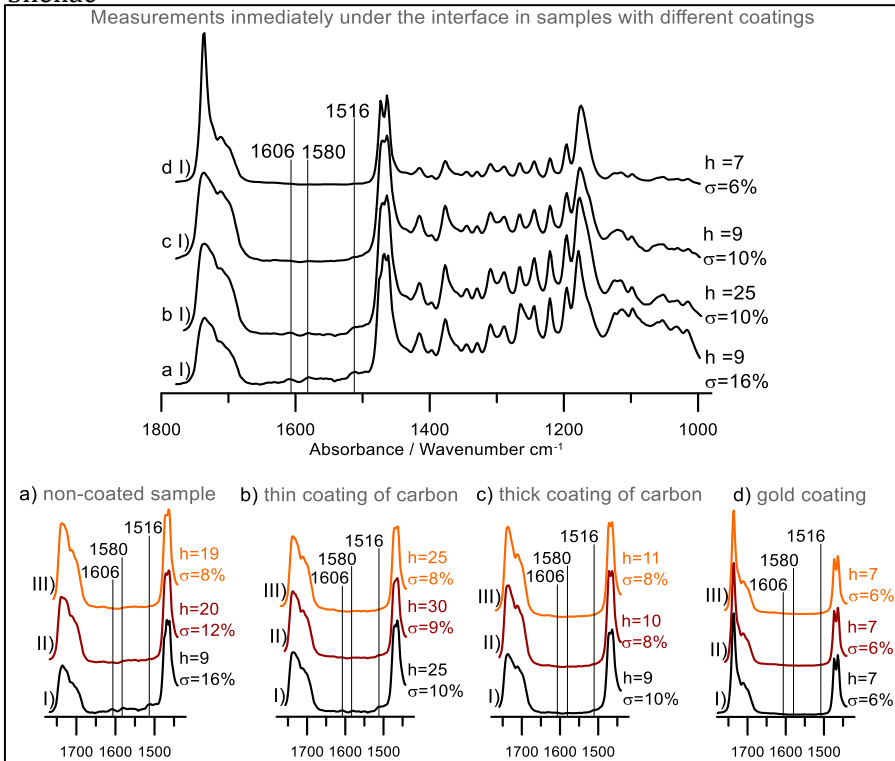 Measurements inmediately under the interface in samples with different coatings
1516
1606
1580
d I)
h =7
σ=6%
c I)
h =9
σ=10%
b I)
h =25
σ=10%
a I)
h =9
σ=16%
1800
1600
1400
1200
1000
Absorbance / Wavenumber cm-1
a) non-coated sample
1516
1580
1606
III)
h=19
σ=8%
II)
h=20
σ=12%
I)
h=9
σ=16%
1700 1600 1500
b) thin coating of carbon
1516
1580
1606
III)
h=25
σ=8%
II)
h=30
σ=9%
I)
h=25
σ=10%
1700 1600 1500
c) thick coating of carbon
1516
1580
1606
III)
h=11
σ=8%
II)
h=10
σ=8%
I)
h=9
σ=10%
1700 1600 1500
d) gold coating
1516
1580
1606
III)
h=7
σ=6%
II)
h=7
σ=6%
I)
h=7
σ=6%
1700 1600 1500